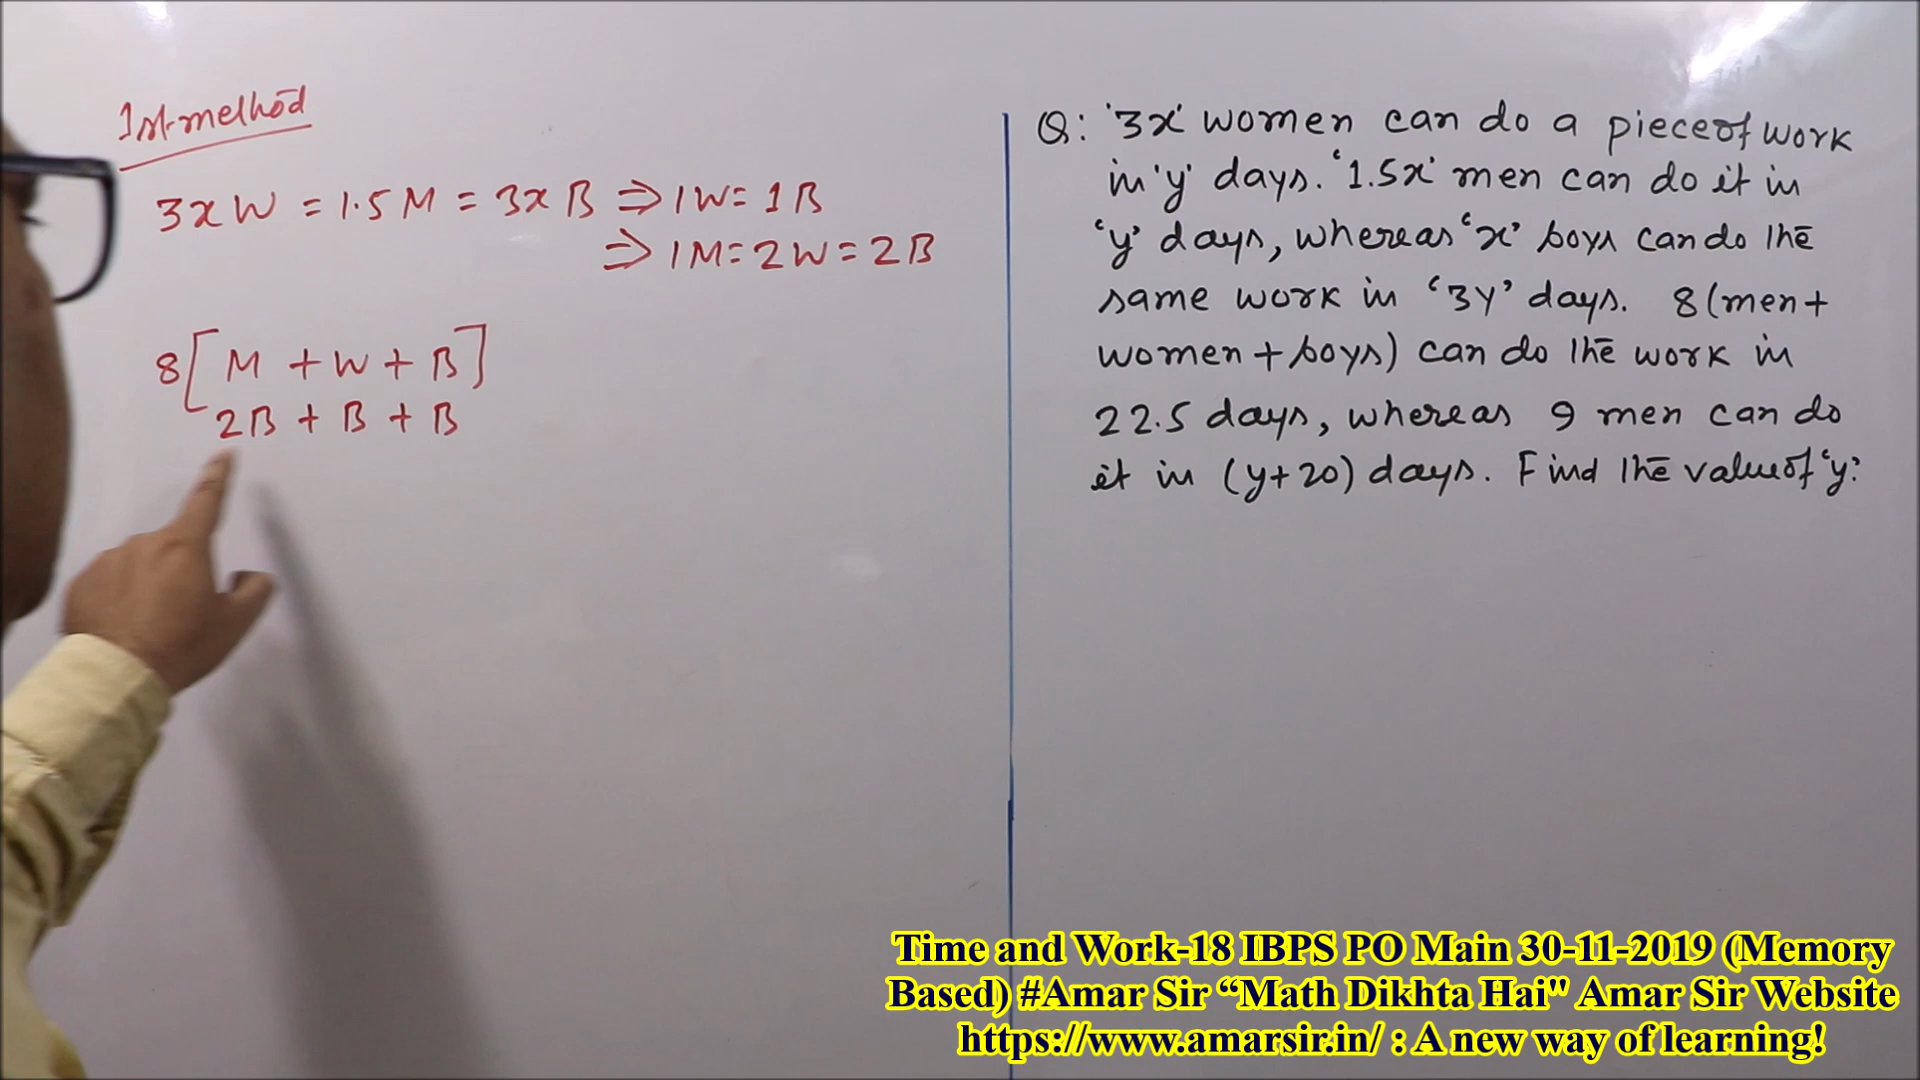 1st method
3x W = 1.5 M = 3x B ⇒ 1W = 1B
⇒ 1M = 2W = 2B
8[M + W + B]
2B + B + B
Q: '3x' women can do a piece of work
in 'y' days. '1.5x' men can do it in
'y' days, whereas 'x' boys can do the
same work in '3y' days. 8(men +
women + boys) can do the work in
22.5 days, whereas 9 men can do
it in (y+20) days. Find the value of 'y'.
Time and Work-18 IBPS PO Main 30-11-2019 (Memory
Based) #Amar Sir “Math Dikhta Hai" Amar Sir Website
https://www.amarsir.in/ : A new way of learning!